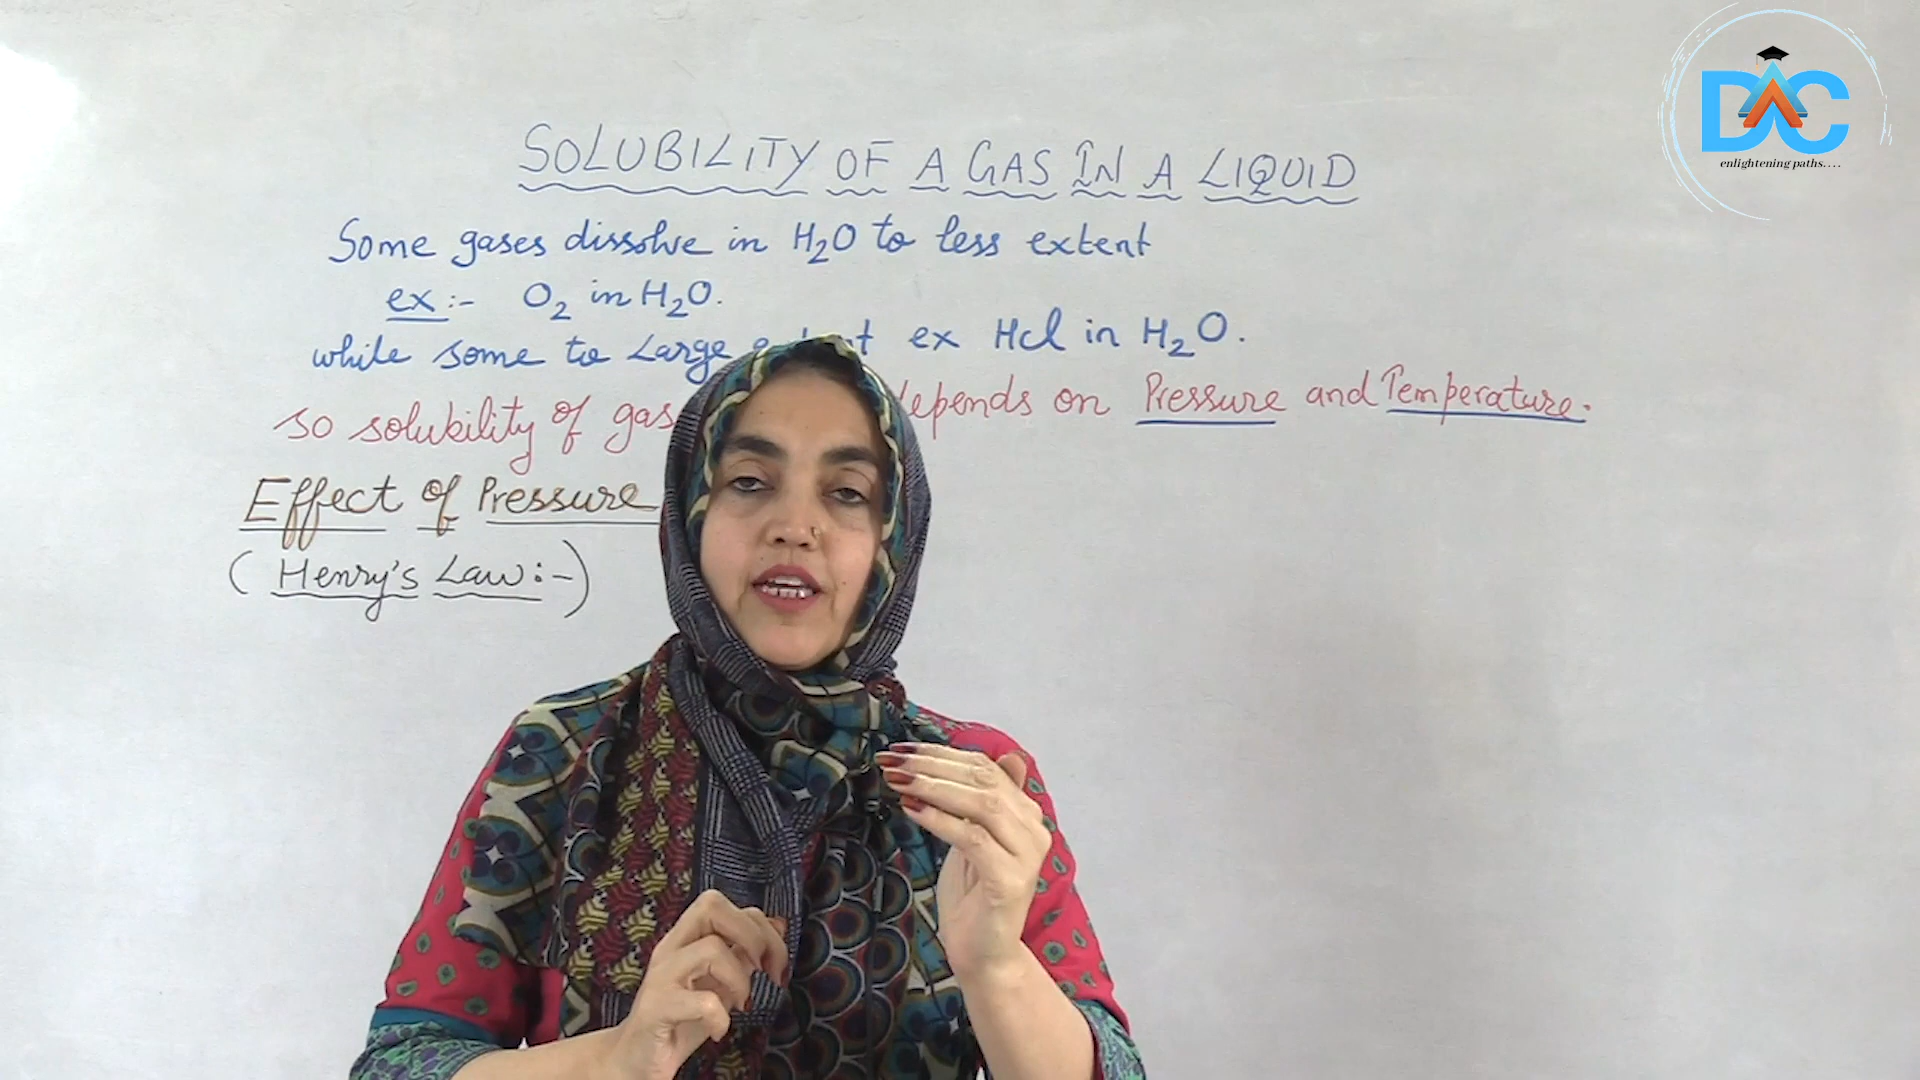 SOLUBILITY OF A GAS IN A LIQUID
Some gases dissolve in H2O to less extent
ex :- O2 in H2O.
while some to Large ex HCl in H2O.
so solubility of gas depends on Pressure and Temperature.
Effect of Pressure
(Henry's Law:-)
DAC
enlightening paths....